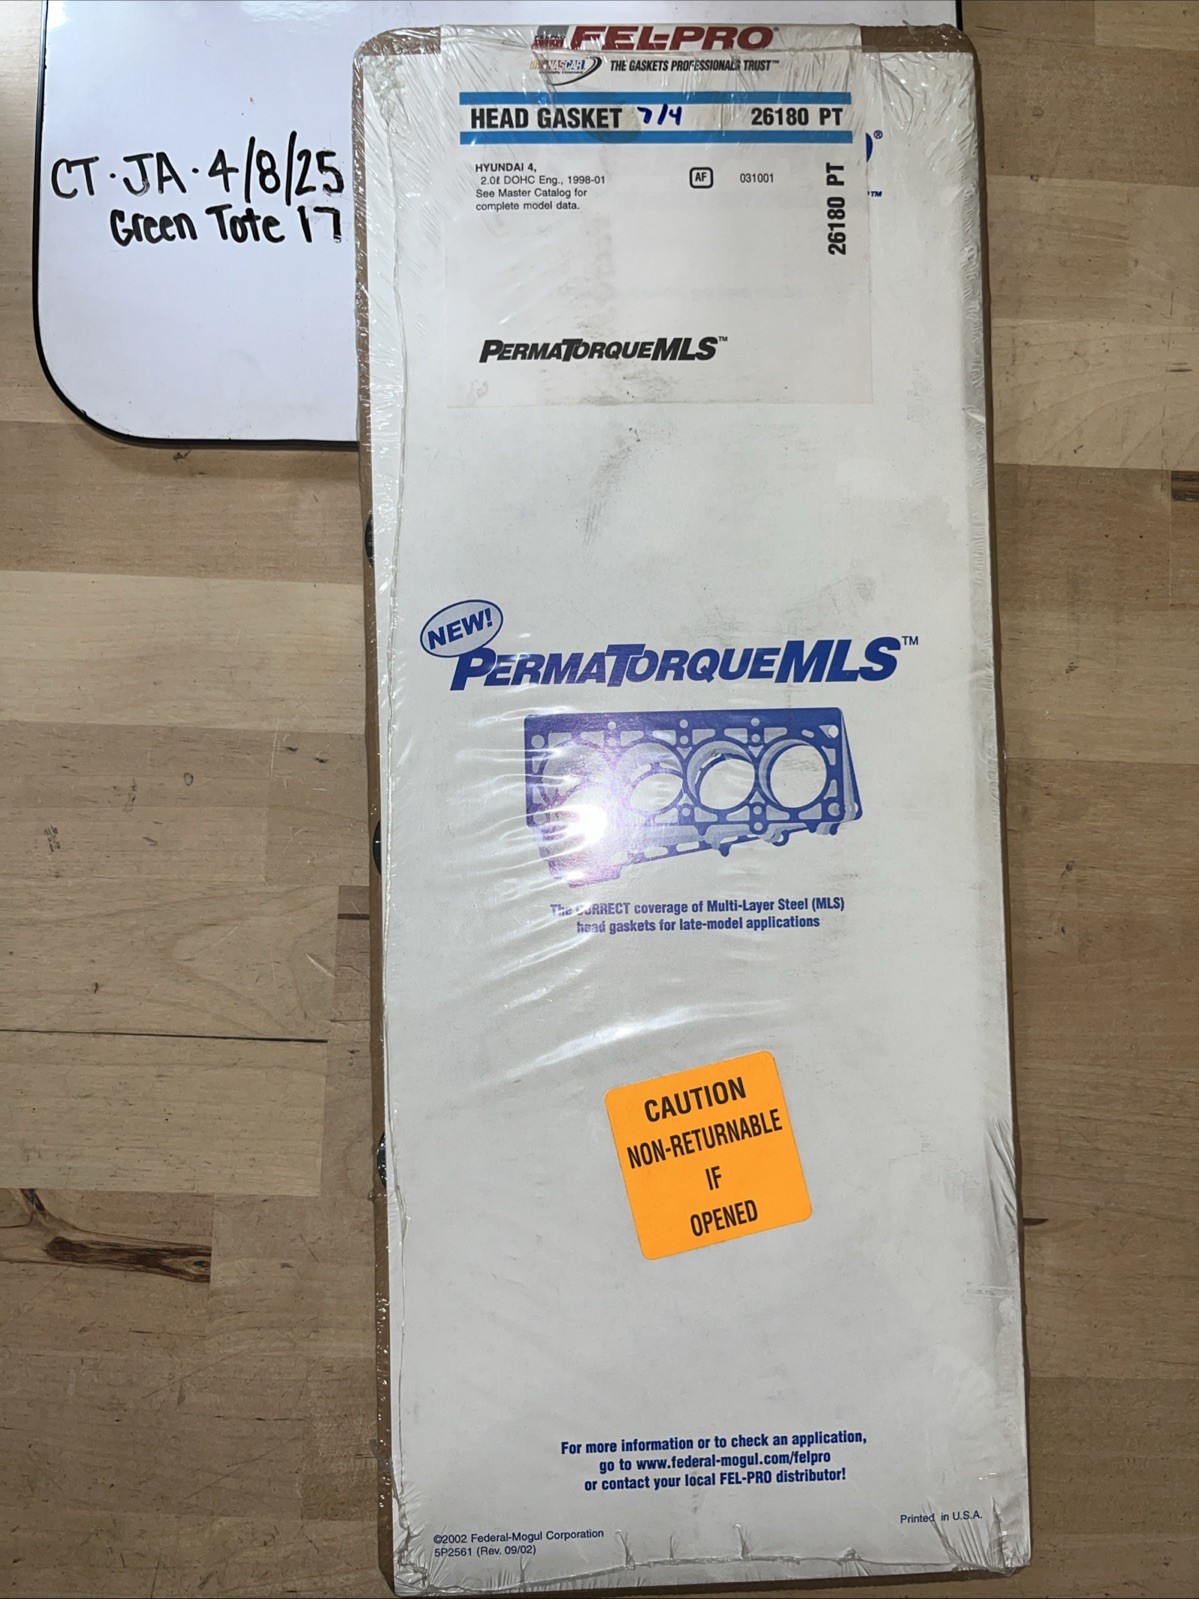 CT·JA·4/8/25
Green Tote 17
FEL-PRO®
NASCAR
THE GASKETS PROFESSIONALS TRUST™
HEAD GASKET 7/4 26180 PT
®
™
HYUNDAI 4,
2.0ℓ DOHC Eng., 1998-01
See Master Catalog for
complete model data.
AF 031001
26180 PT
PERMATORQUEMLS™
NEW!
PERMATORQUEMLS™
The CORRECT coverage of Multi-Layer Steel (MLS)
head gaskets for late-model applications
CAUTION
NON-RETURNABLE
IF
OPENED
For more information or to check an application,
go to www.federal-mogul.com/felpro
or contact your local FEL-PRO distributor!
©2002 Federal-Mogul Corporation
5P2561 (Rev. 09/02)
Printed in U.S.A.